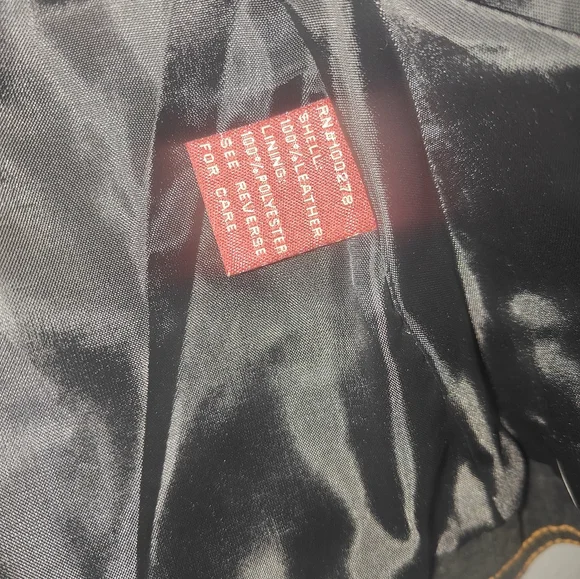 RN#100278
SHELL:
100% LEATHER
LINING:
100% POLYESTER
SEE REVERSE
FOR CARE